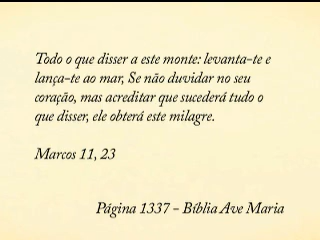 Todo o que disser a este monte: levanta-te e
lança-te ao mar, Se não duvidar no seu
coração, mas acreditar que sucederá tudo o
que disser, ele obterá este milagre.
Marcos 11, 23
Página 1337 - Bíblia Ave Maria